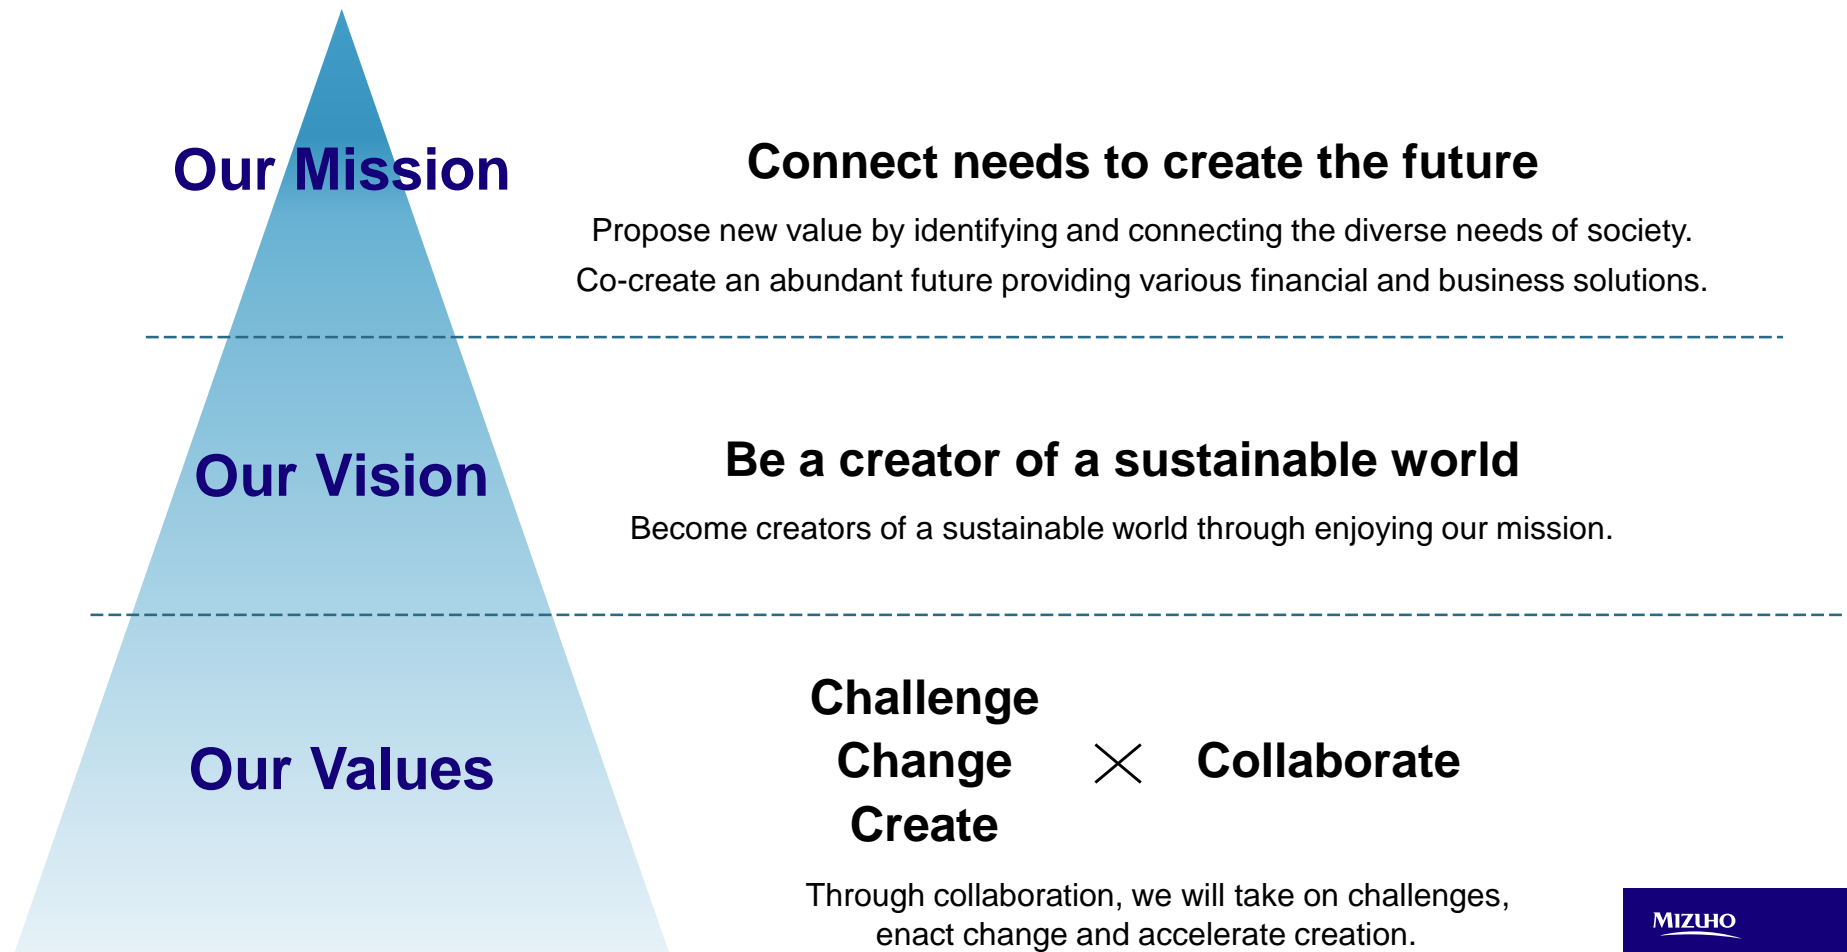 Our Mission
Connect needs to create the future
Propose new value by identifying and connecting the diverse needs of society.
Co-create an abundant future providing various financial and business solutions.
Our Vision
Be a creator of a sustainable world
Become creators of a sustainable world through enjoying our mission.
Our Values
Challenge
Change
Create
×
Collaborate
Through collaboration, we will take on challenges,
enact change and accelerate creation.
MIZUHO